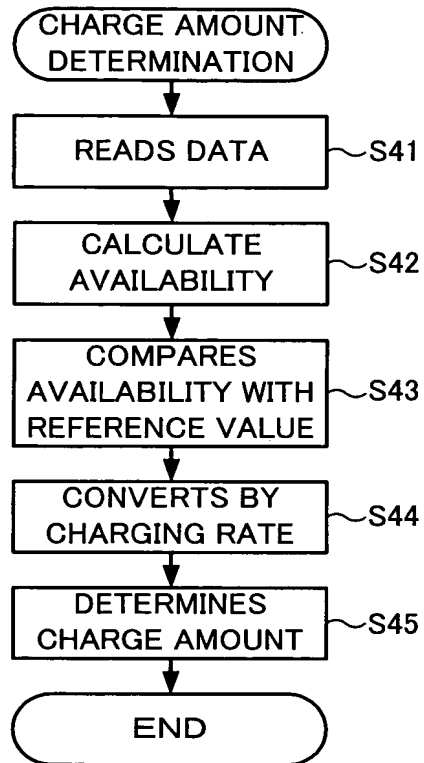 CHARGE AMOUNT
DETERMINATION
READS DATA
S41
CALCULATE
AVAILABILITY
S42
COMPARES
AVAILABILITY WITH
REFERENCE VALUE
S43
CONVERTS BY
CHARGING RATE
S44
DETERMINES
CHARGE AMOUNT
S45
END